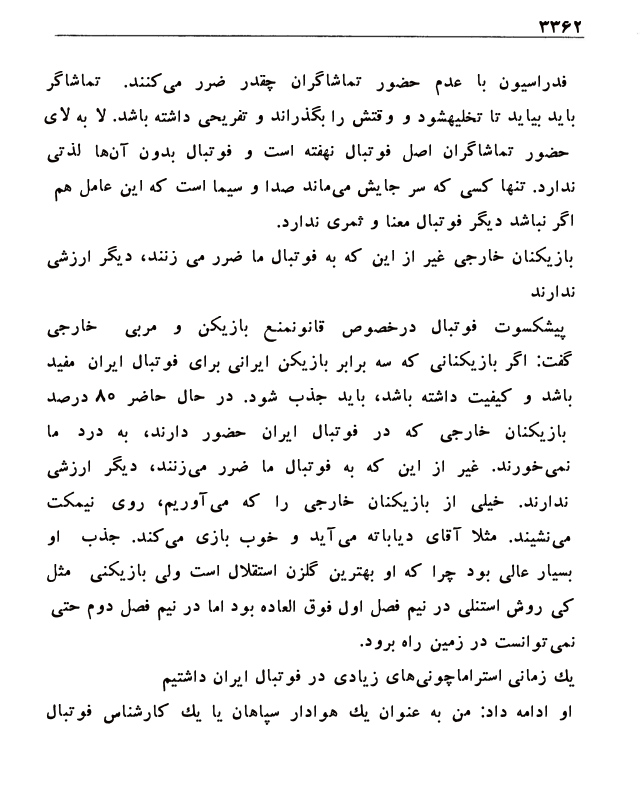 ۳۳۶۲
فدراسیون با عدم حضور تماشاگران چقدر ضرر می‌کنند. تماشاگر
باید بیاید تا تخلیهشود و وقتش را بگذراند و تفریحی داشته باشد. لا به لای
حضور تماشاگران اصل فوتبال نهفته است و فوتبال بدون آن‌ها لذتی
ندارد. تنها کسی که سر جایش می‌ماند صدا و سیما است که این عامل هم
اگر نباشد دیگر فوتبال معنا و ثمری ندارد.
بازیکنان خارجی غیر از این که به فوتبال ما ضرر می زنند، دیگر ارزشی
ندارند
پیشکسوت فوتبال درخصوص قانونمنع بازیکن و مربی خارجی
گفت: اگر بازیکنانی که سه برابر بازیکن ایرانی برای فوتبال ایران مفید
باشد و کیفیت داشته باشد، باید جذب شود. در حال حاضر ۸۰ درصد
بازیکنان خارجی که در فوتبال ایران حضور دارند، به درد ما
نمی‌خورند. غیر از این که به فوتبال ما ضرر می‌زنند، دیگر ارزشی
ندارند. خیلی از بازیکنان خارجی را که می‌آوریم، روی نیمکت
می‌نشیند. مثلا آقای دیاباته می‌آید و خوب بازی می‌کند. جذب او
بسیار عالی بود چرا که او بهترین گلزن استقلال است ولی بازیکنی مثل
کی روش استنلی در نیم فصل اول فوق العاده بود اما در نیم فصل دوم حتی
نمی‌توانست در زمین راه برود.
یك زمانی استراماچونی‌های زیادی در فوتبال ایران داشتیم
او ادامه داد: من به عنوان یك هوادار سپاهان یا یك کارشناس فوتبال